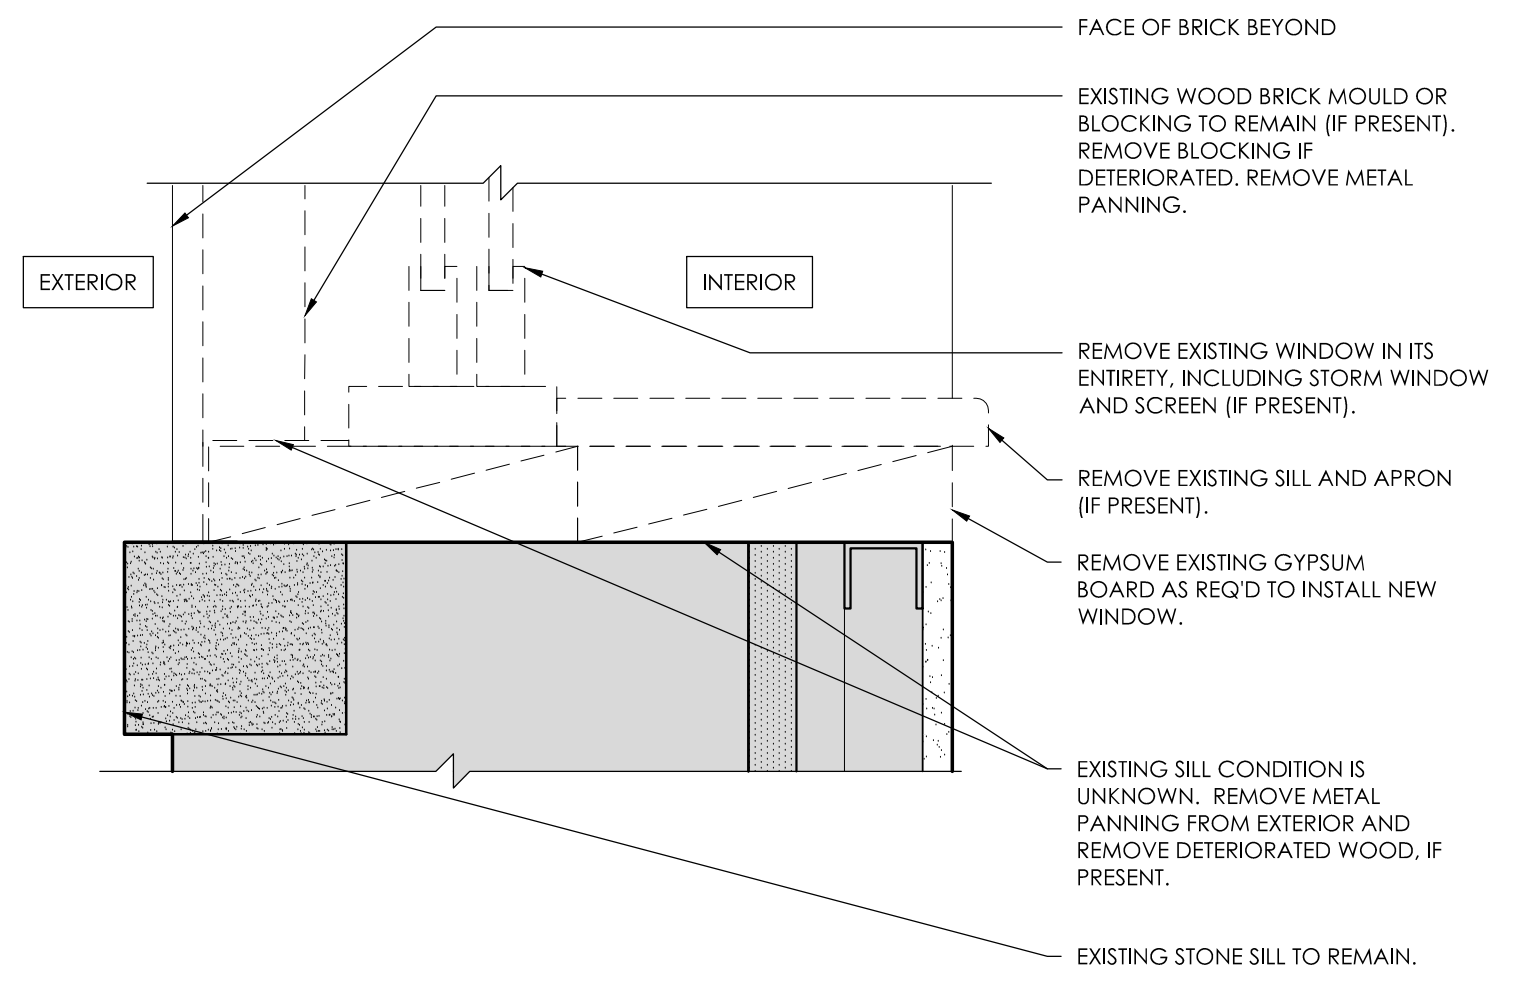 FACE OF BRICK BEYOND
EXISTING WOOD BRICK MOULD OR
BLOCKING TO REMAIN (IF PRESENT).
REMOVE BLOCKING IF
DETERIORATED. REMOVE METAL
PANNING.
EXTERIOR
INTERIOR
REMOVE EXISTING WINDOW IN ITS
ENTIRETY, INCLUDING STORM WINDOW
AND SCREEN (IF PRESENT).
REMOVE EXISTING SILL AND APRON
(IF PRESENT).
REMOVE EXISTING GYPSUM
BOARD AS REQ'D TO INSTALL NEW
WINDOW.
EXISTING SILL CONDITION IS
UNKNOWN.  REMOVE METAL
PANNING FROM EXTERIOR AND
REMOVE DETERIORATED WOOD, IF
PRESENT.
EXISTING STONE SILL TO REMAIN.